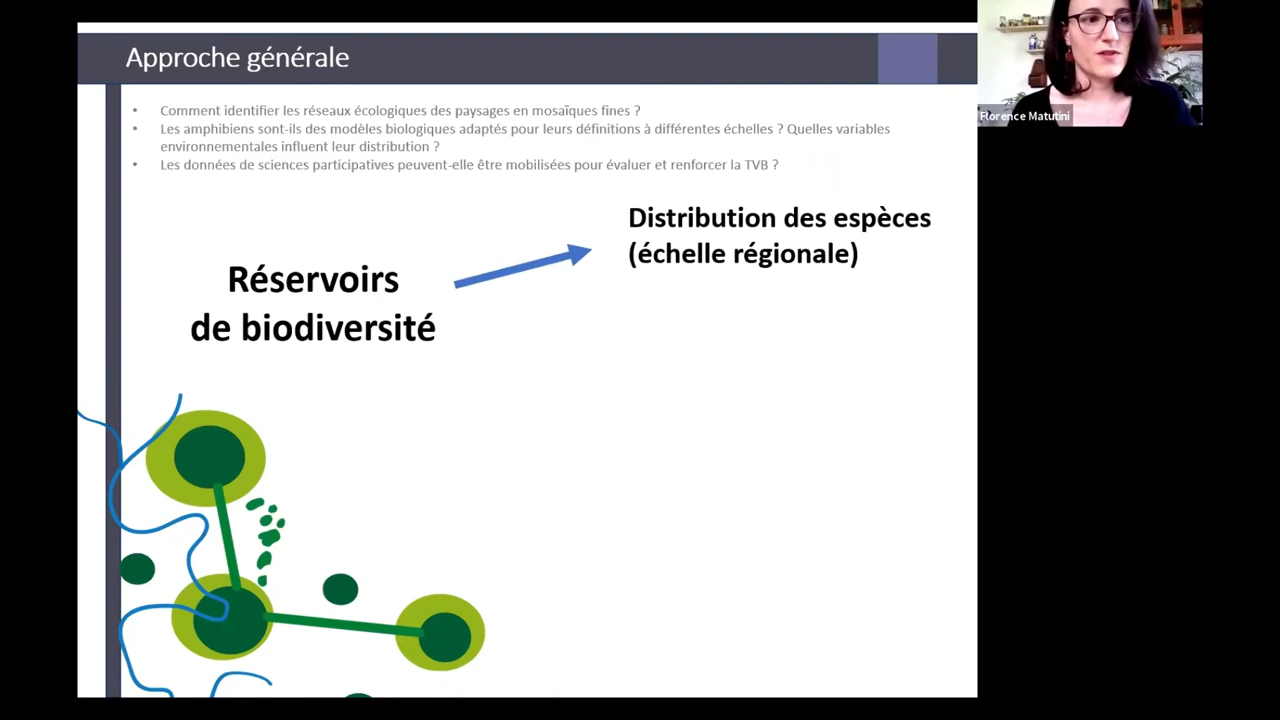 Approche générale
• Comment identifier les réseaux écologiques des paysages en mosaïques fines ?
• Les amphibiens sont-ils des modèles biologiques adaptés pour leurs définitions à différentes échelles ? Quelles variables
environnementales influent leur distribution ?
• Les données de sciences participatives peuvent-elle être mobilisées pour évaluer et renforcer la TVB ?
Distribution des espèces
(échelle régionale)
Réservoirs
de biodiversité
Florence Matutini